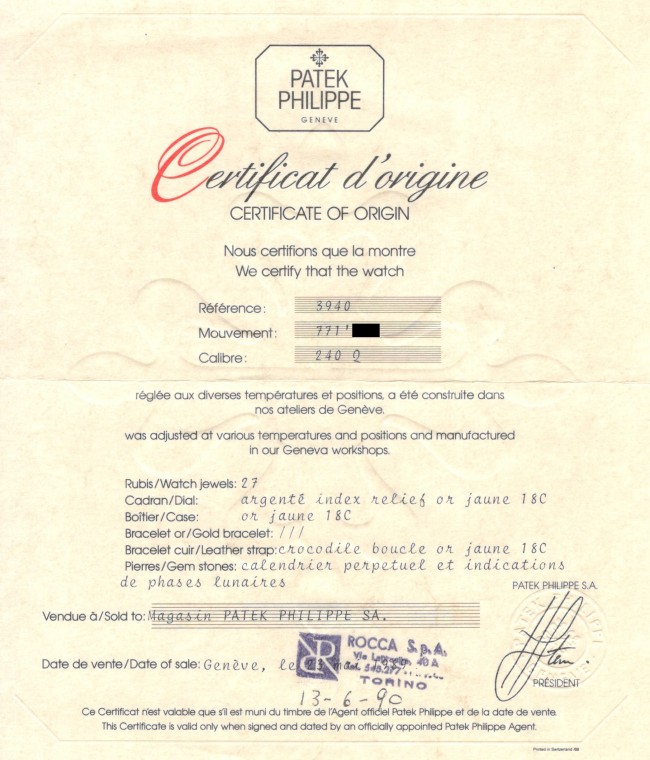 PATEK
PHILIPPE
GENEVE
Certificat d'origine
CERTIFICATE OF ORIGIN
Nous certifions que la montre
We certify that the watch
Référence: 3940
Mouvement: 771'
Calibre: 240 Q
réglée aux diverses températures et positions, a été construite dans
nos ateliers de Genève.
was adjusted at various temperatures and positions and manufactured
in our Geneva workshops.
Rubis/Watch jewels: 27
Cadran/Dial: argenté index relief or jaune 18C
Boîtier/Case: or jaune 18C
Bracelet or/Gold bracelet: ///
Bracelet cuir/Leather strap: crocodile boucle or jaune 18C
Pierres/Gem stones: calendrier perpetuel et indications
de phases lunaires
PATEK PHILIPPE S.A.
Vendue à/Sold to: Magasin PATEK PHILIPPE SA.
ROCCA S.p.A.
Via 40 A
Date de vente/Date of sale: Genève, le 23
TORINO
PRÉSIDENT
13-6-90
Ce Certificat n'est valable que s'il est muni du timbre de l'Agent officiel Patek Philippe et de la date de vente.
This Certificate is valid only when signed and dated by an officially appointed Patek Philippe Agent.
Printed in Switzerland